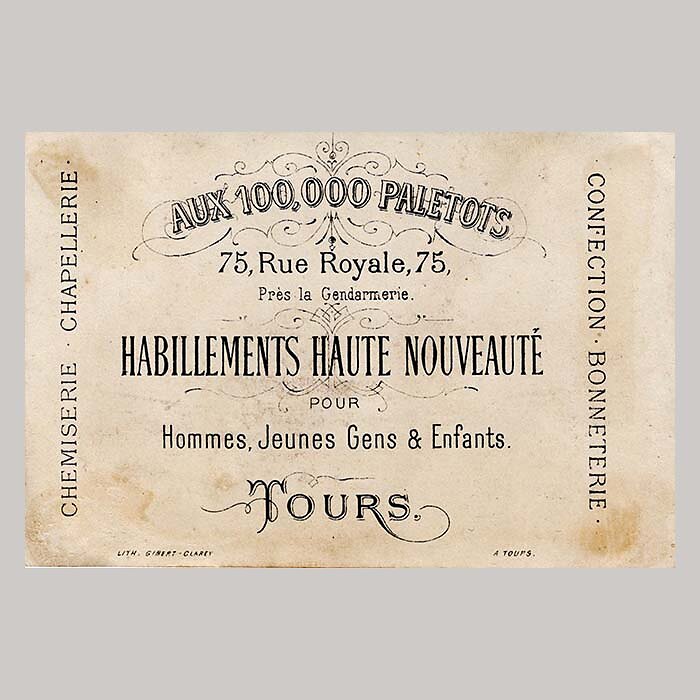 AUX 100,000 PALETOTS
75, Rue Royale, 75,
Près la Gendarmerie.
HABILLEMENTS HAUTE NOUVEAUTÉ
POUR
Hommes, Jeunes Gens & Enfants.
TOURS.
CHEMISERIE · CHAPELLERIE ·
CONFECTION · BONNETERIE ·
LITH. GIBERT-CLAREY
A TOURS.